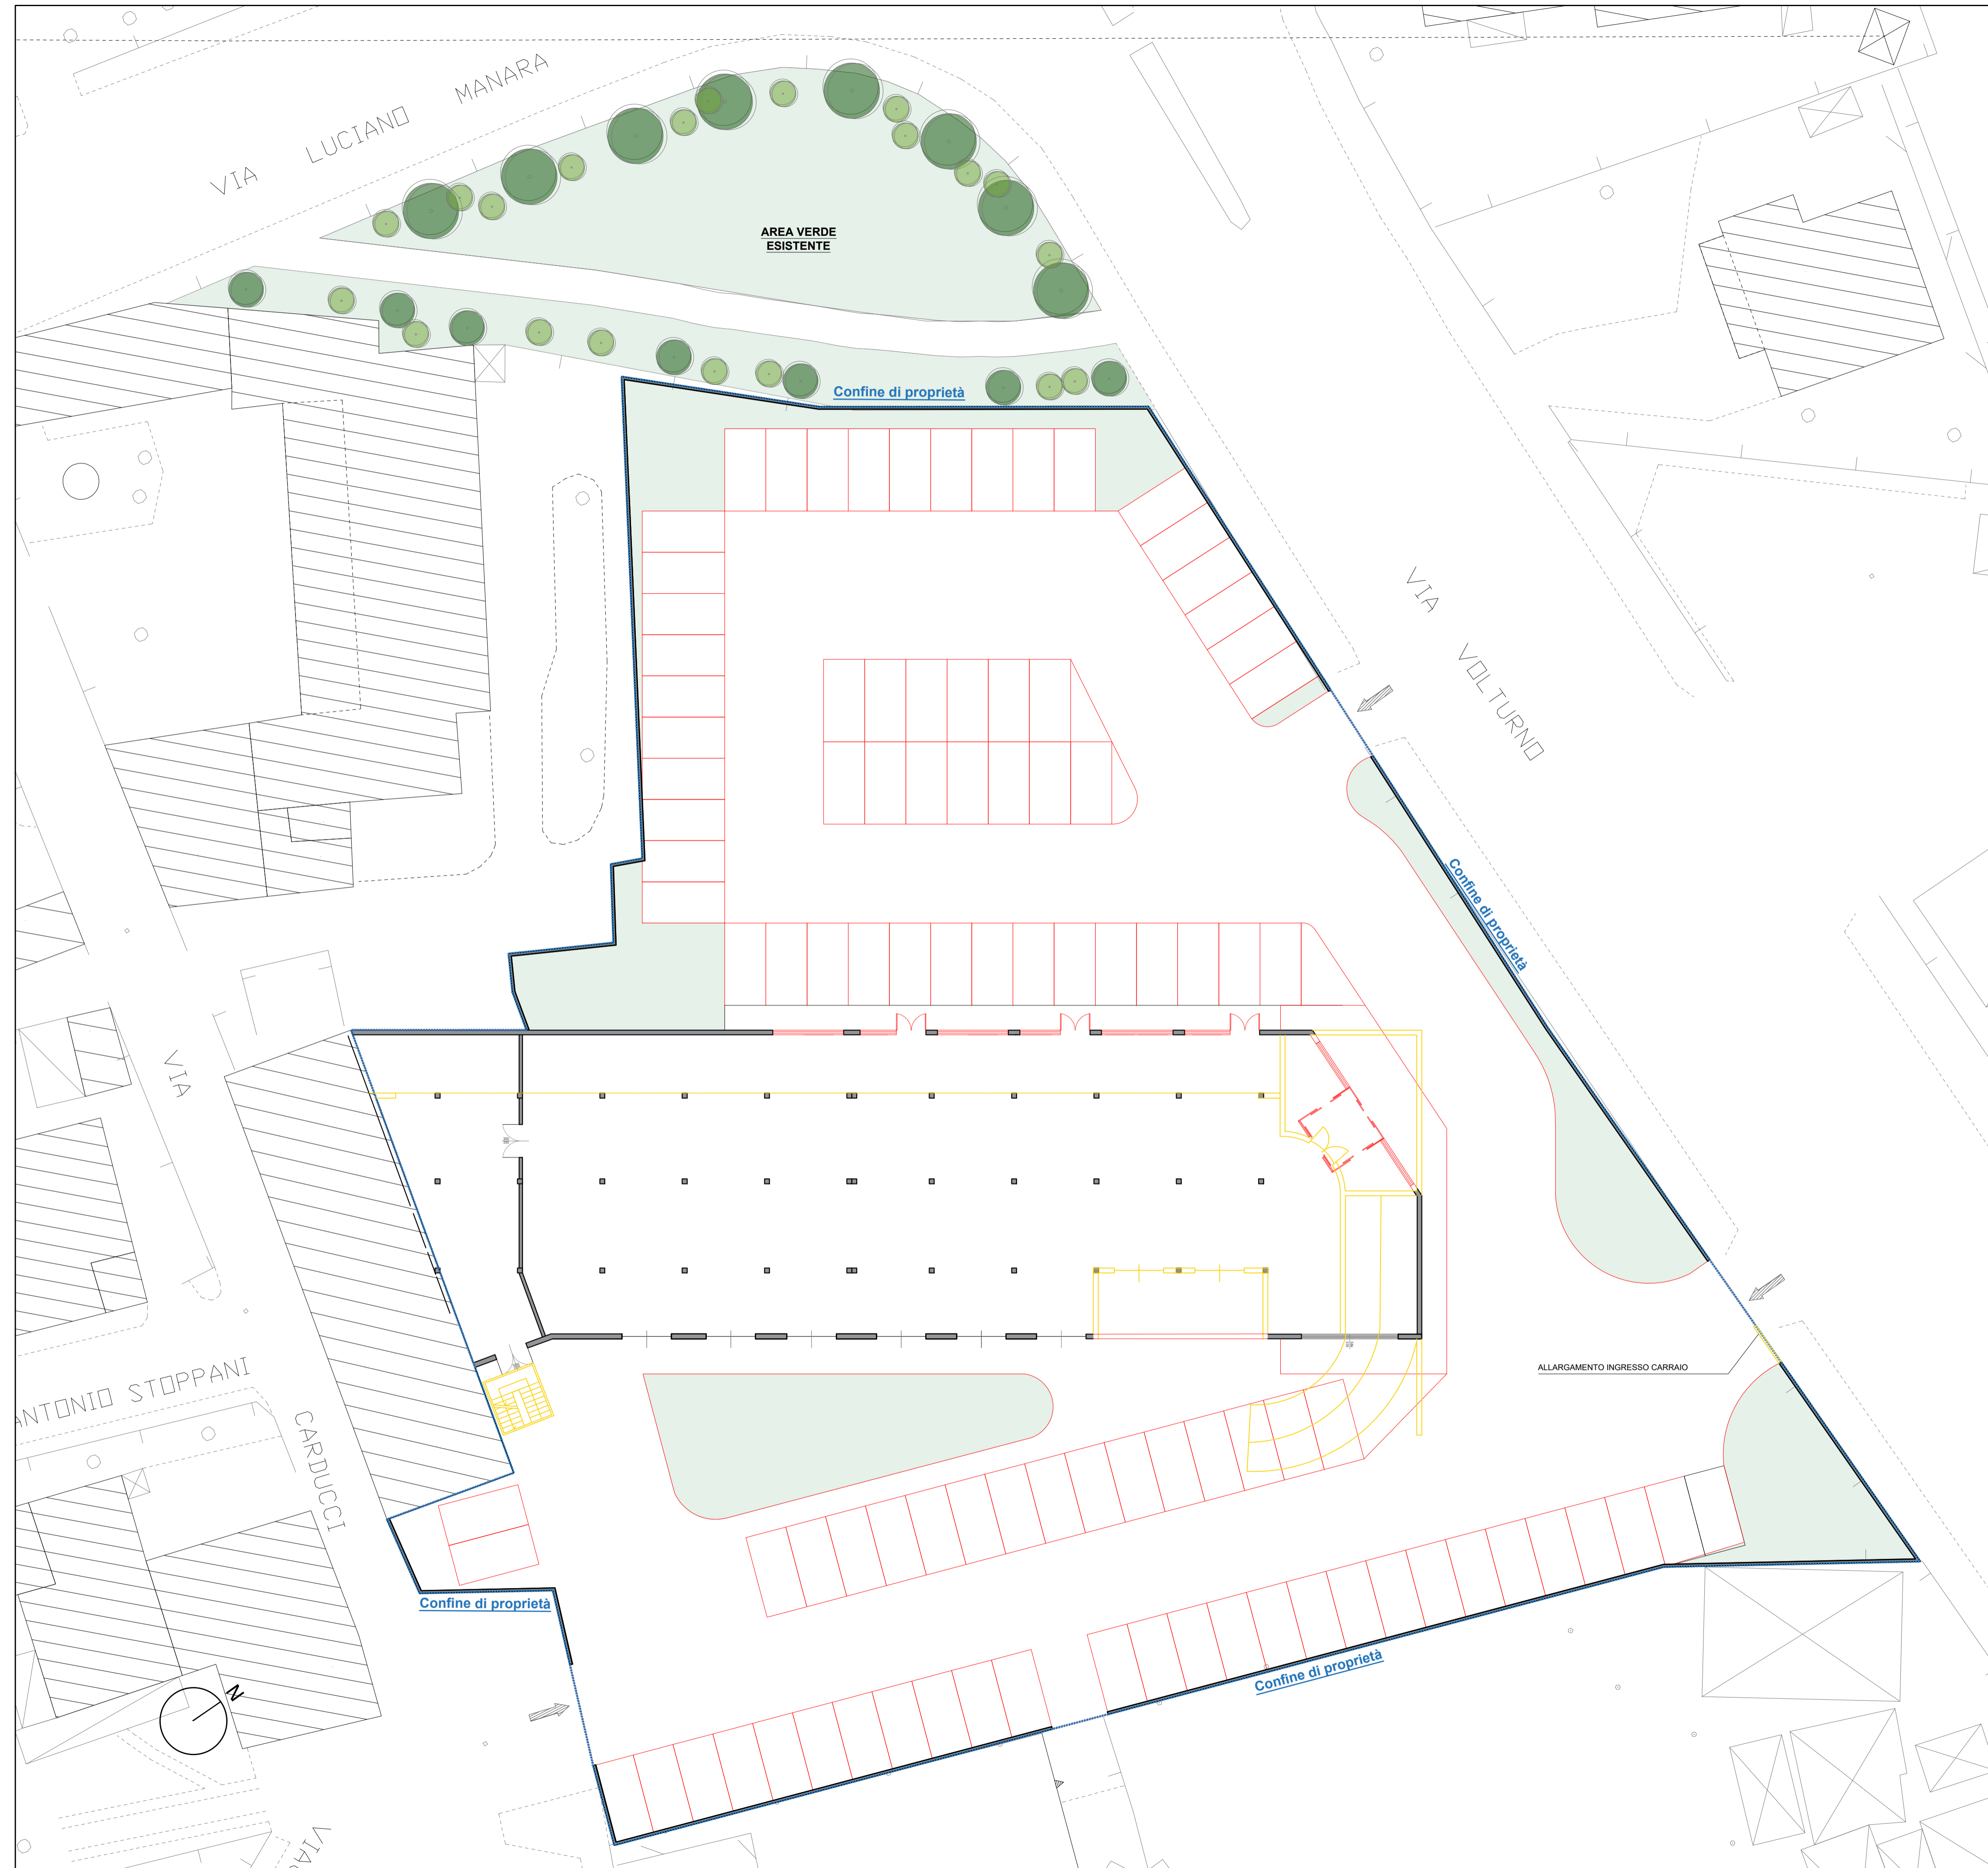 VIA LUCIANO MANARA
AREA VERDE
ESISTENTE
Confine di proprietà
VIA VOLTURNO
Confine di proprietà
VIA
CARDUCCI
ANTONIO STOPPANI
ALLARGAMENTO INGRESSO CARRAIO
Confine di proprietà
Confine di proprietà
N